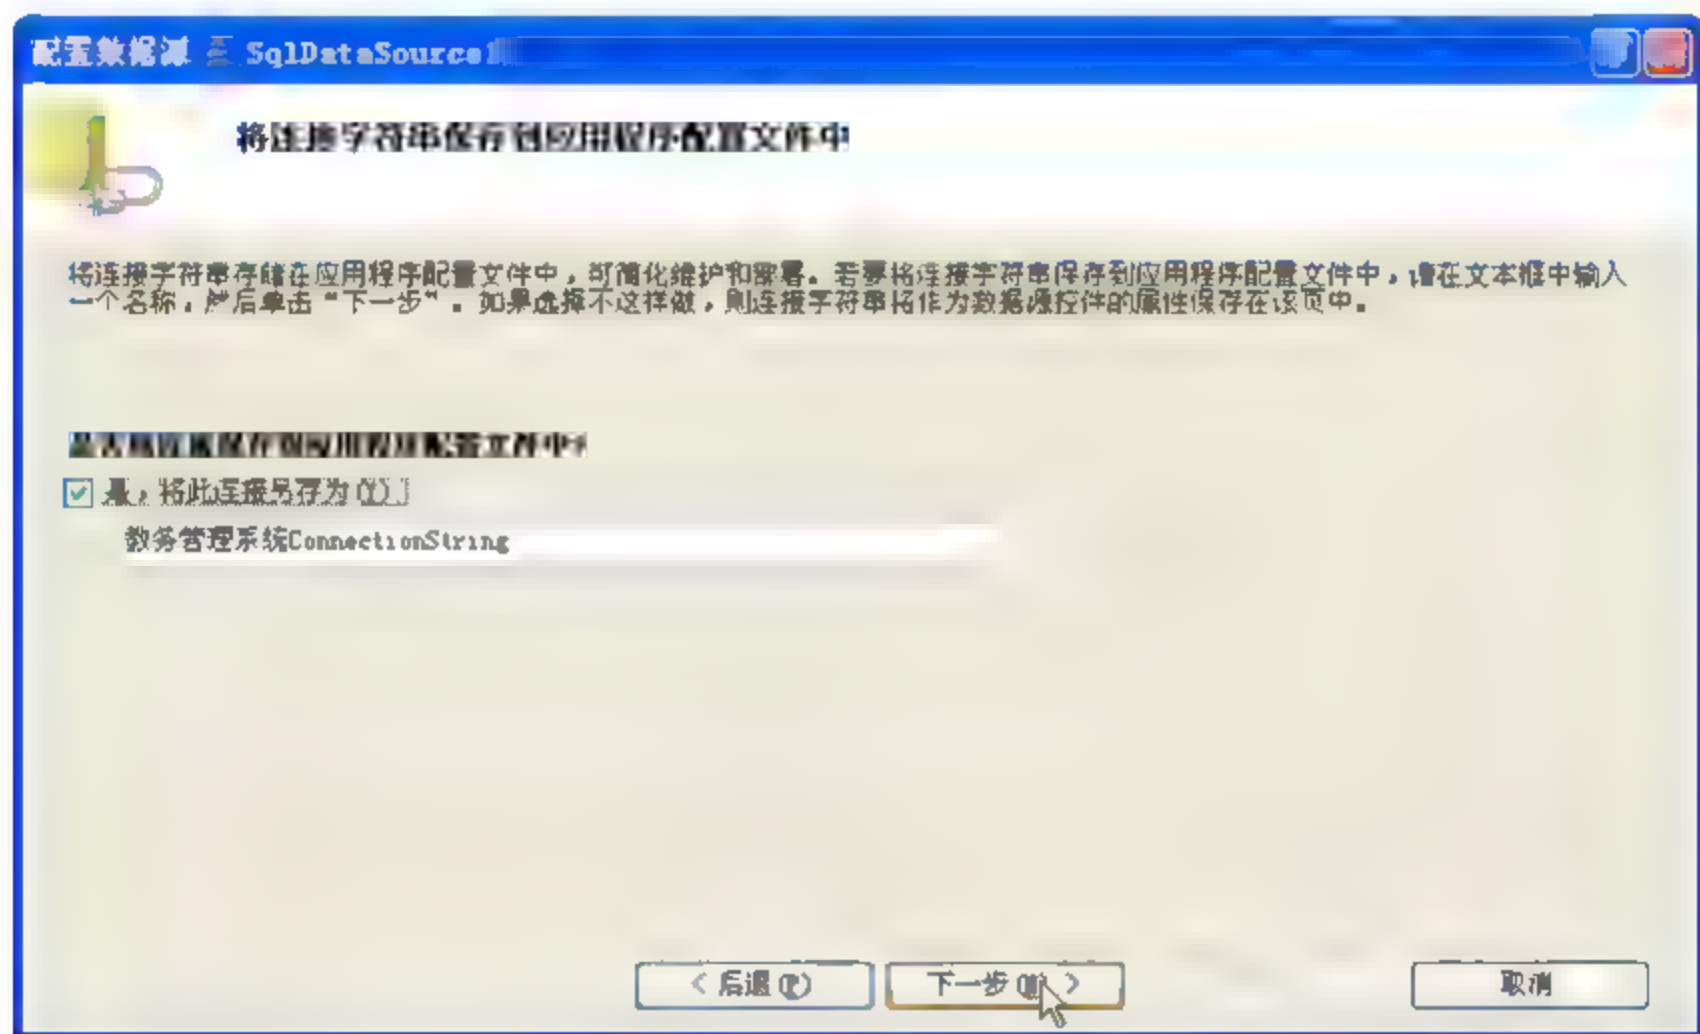 配置数据源 - SqlDataSource1
将连接字符串保存到应用程序配置文件中
将连接字符串存储在应用程序配置文件中，可简化维护和部署。若要将连接字符串保存到应用程序配置文件中，请在文本框中输入
一个名称，然后单击“下一步”。如果选择不这样做，则连接字符串将作为数据源控件的属性保存在该页中。
是否将连接保存到应用程序配置文件中?
是，将此连接另存为(Y):
教务管理系统ConnectionString
< 后退(P)
下一步(N) >
取消